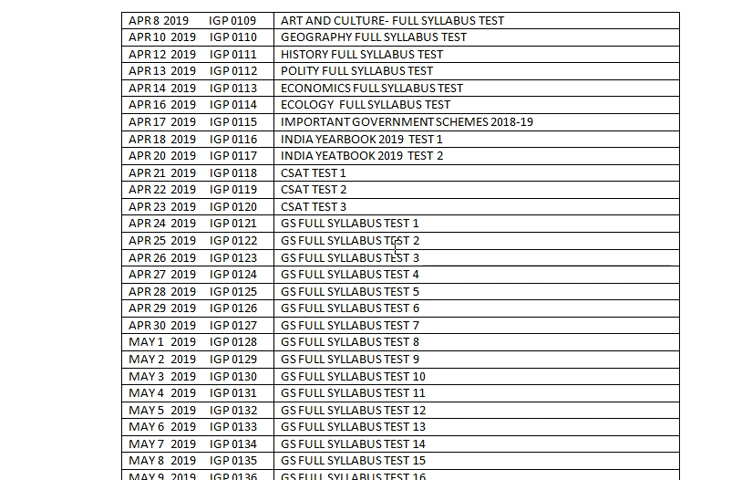 APR 8 2019 IGP 0109 ART AND CULTURE- FULL SYLLABUS TEST
APR 10 2019 IGP 0110 GEOGRAPHY FULL SYLLABUS TEST
APR 12 2019 IGP 0111 HISTORY FULL SYLLABUS TEST
APR 13 2019 IGP 0112 POLITY FULL SYLLABUS TEST
APR 14 2019 IGP 0113 ECONOMICS FULL SYLLABUS TEST
APR 16 2019 IGP 0114 ECOLOGY FULL SYLLABUS TEST
APR 17 2019 IGP 0115 IMPORTANT GOVERNMENT SCHEMES 2018-19
APR 18 2019 IGP 0116 INDIA YEARBOOK 2019 TEST 1
APR 20 2019 IGP 0117 INDIA YEATBOOK 2019 TEST 2
APR 21 2019 IGP 0118 CSAT TEST 1
APR 22 2019 IGP 0119 CSAT TEST 2
APR 23 2019 IGP 0120 CSAT TEST 3
APR 24 2019 IGP 0121 GS FULL SYLLABUS TEST 1
APR 25 2019 IGP 0122 GS FULL SYLLABUS TEST 2
APR 26 2019 IGP 0123 GS FULL SYLLABUS TEST 3
APR 27 2019 IGP 0124 GS FULL SYLLABUS TEST 4
APR 28 2019 IGP 0125 GS FULL SYLLABUS TEST 5
APR 29 2019 IGP 0126 GS FULL SYLLABUS TEST 6
APR 30 2019 IGP 0127 GS FULL SYLLABUS TEST 7
MAY 1 2019 IGP 0128 GS FULL SYLLABUS TEST 8
MAY 2 2019 IGP 0129 GS FULL SYLLABUS TEST 9
MAY 3 2019 IGP 0130 GS FULL SYLLABUS TEST 10
MAY 4 2019 IGP 0131 GS FULL SYLLABUS TEST 11
MAY 5 2019 IGP 0132 GS FULL SYLLABUS TEST 12
MAY 6 2019 IGP 0133 GS FULL SYLLABUS TEST 13
MAY 7 2019 IGP 0134 GS FULL SYLLABUS TEST 14
MAY 8 2019 IGP 0135 GS FULL SYLLABUS TEST 15
MAY 9 2019 IGP 0136 GS FULL SYLLABUS TEST 16